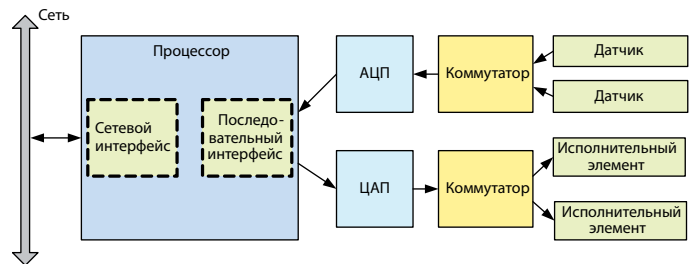 Сеть
Процессор
Сетевой
интерфейс
Последо-
вательный
интерфейс
АЦП
Коммутатор
Датчик
Датчик
ЦАП
Коммутатор
Исполнительный
элемент
Исполнительный
элемент